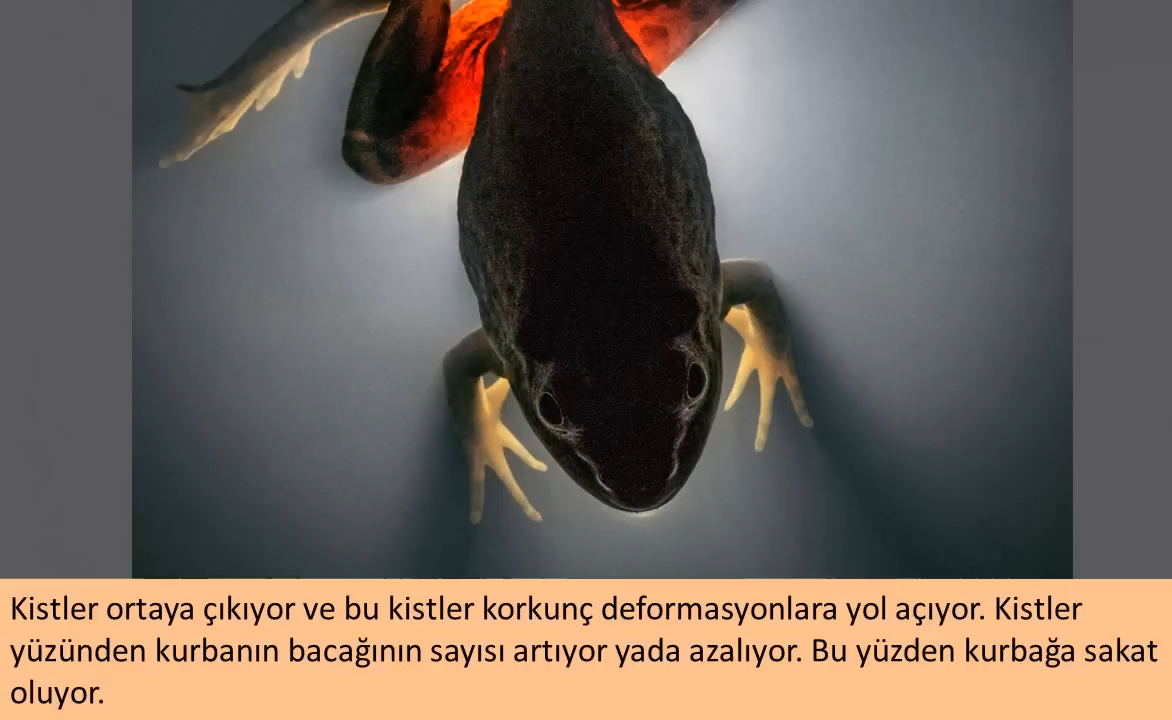 Kistler ortaya çıkıyor ve bu kistler korkunç deformasyonlara yol açıyor. Kistler
yüzünden kurbanın bacağının sayısı artıyor yada azalıyor. Bu yüzden kurbağa sakat
oluyor.